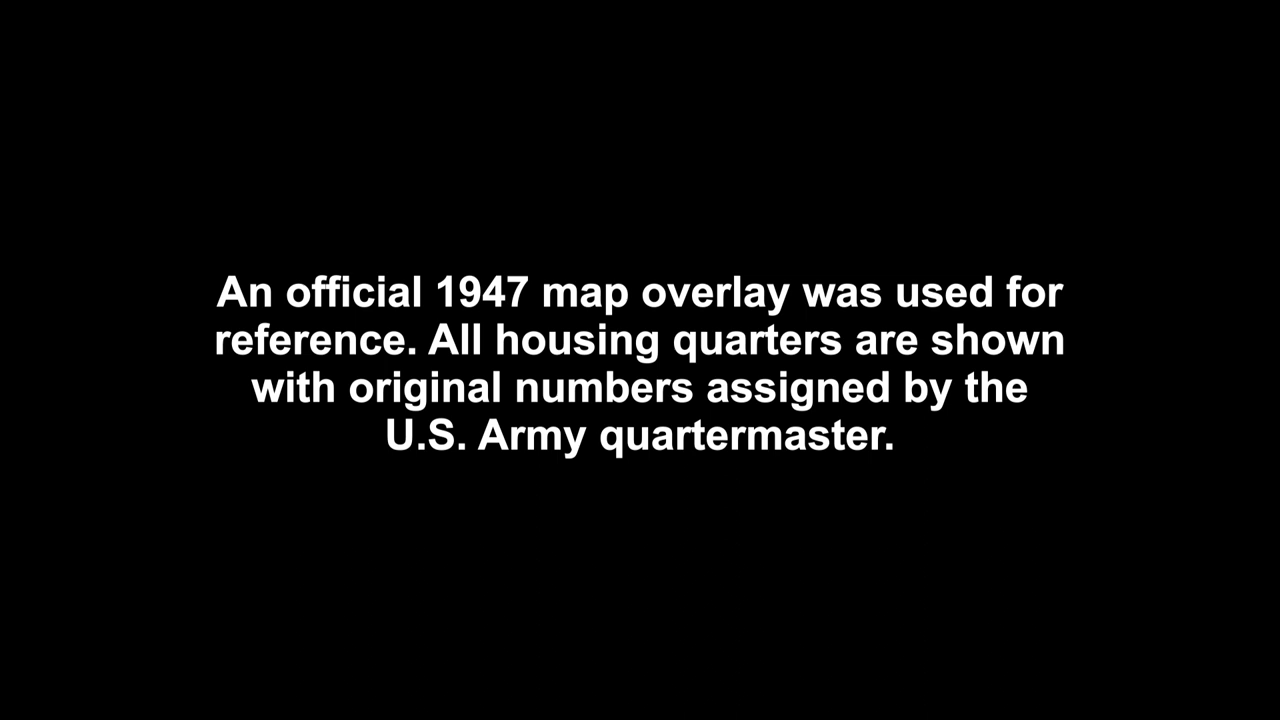 An official 1947 map overlay was used for
reference. All housing quarters are shown
with original numbers assigned by the
U.S. Army quartermaster.